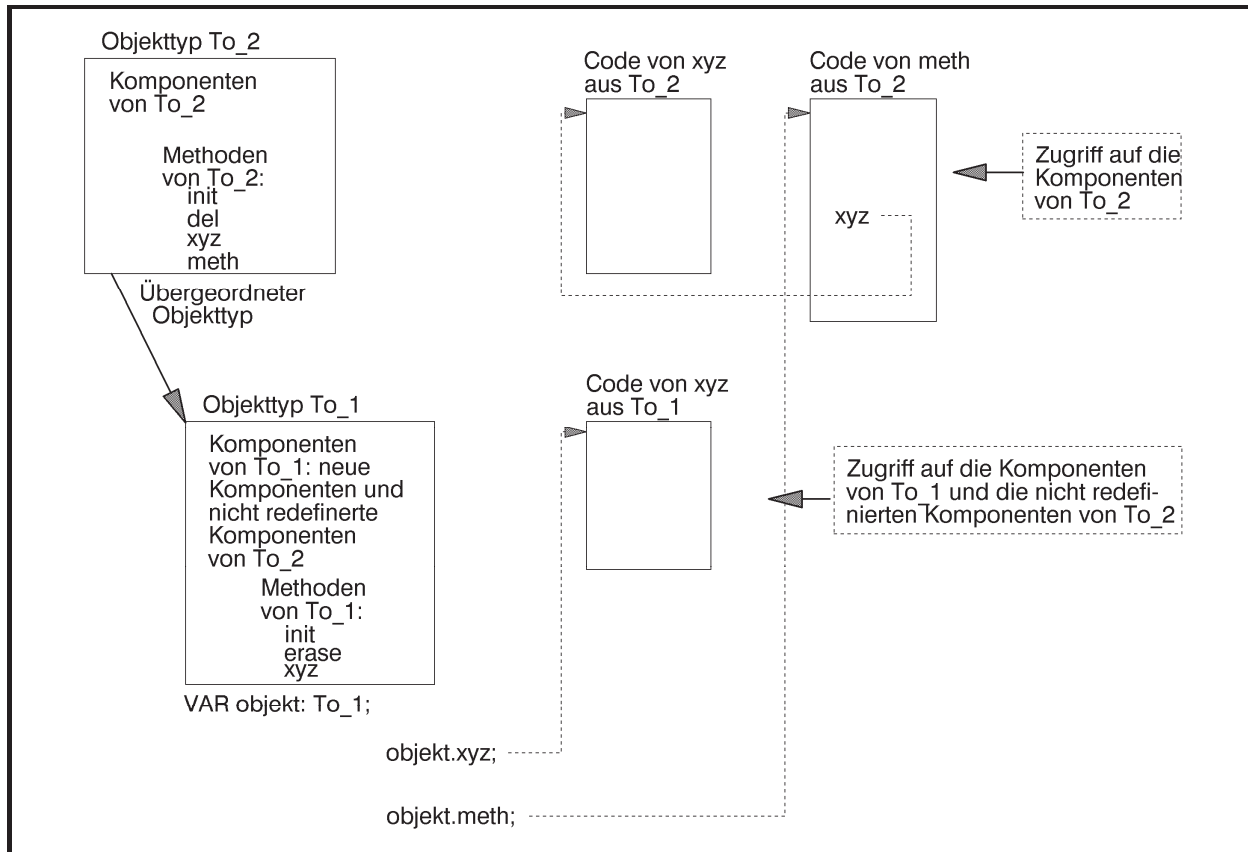 Objekttyp To_2
Komponenten
von To_2
Methoden
von To_2:
init
del
xyz
meth
Übergeordneter
Objekttyp
Code von xyz
aus To_2
Code von meth
aus To_2
xyz
Zugriff auf die
Komponenten
von To_2
Objekttyp To_1
Komponenten
von To_1: neue
Komponenten und
nicht redefinerte
Komponenten
von To_2
Methoden
von To_1:
init
erase
xyz
VAR objekt: To_1;
Code von xyz
aus To_1
Zugriff auf die Komponenten
von To_1 und die nicht redefi-
nierten Komponenten von To_2
objekt.xyz;
objekt.meth;